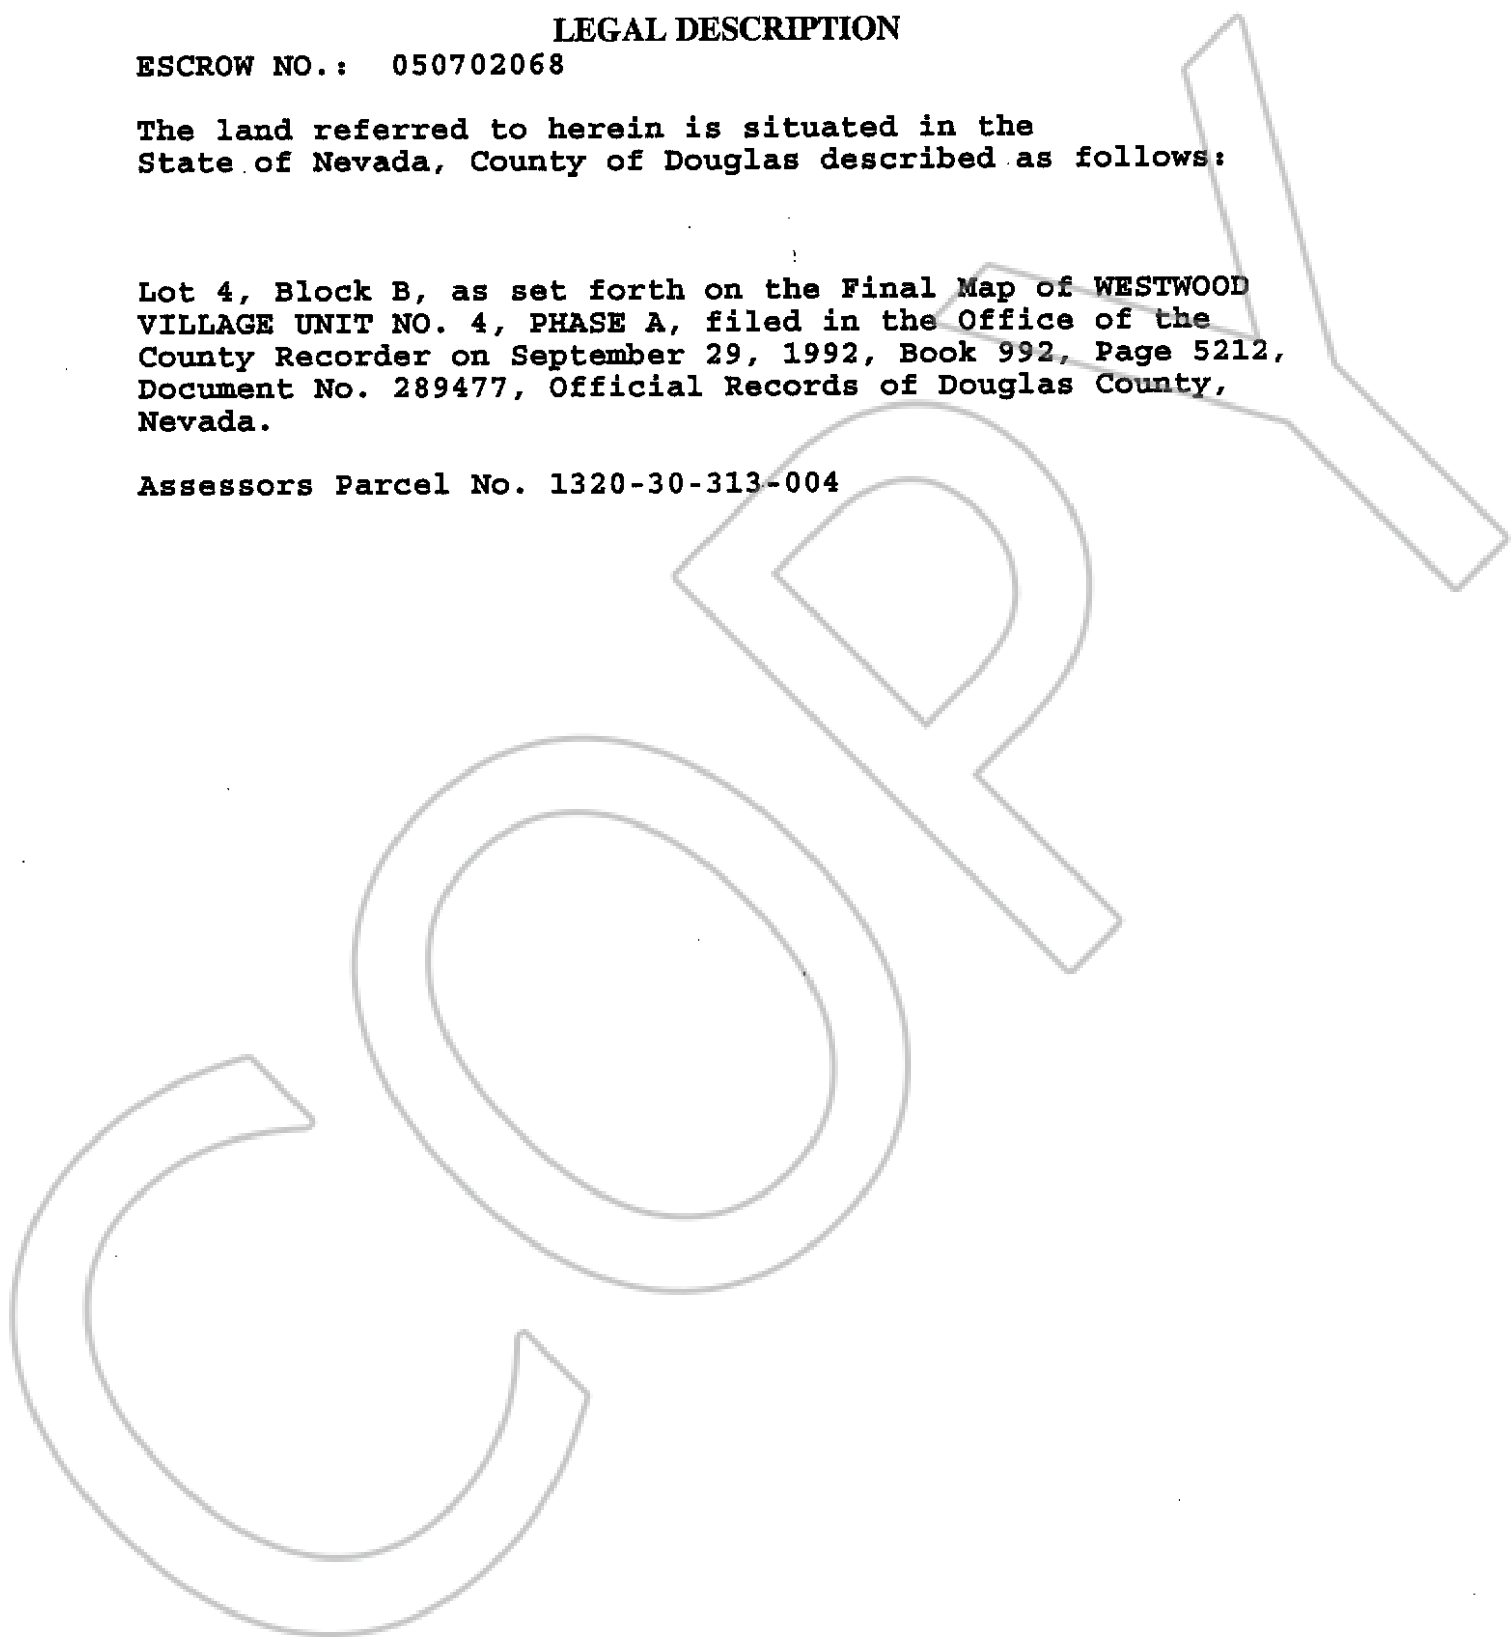 LEGAL DESCRIPTION
ESCROW NO.: 050702068
The land referred to herein is situated in the
State of Nevada, County of Douglas described as follows:
Lot 4, Block B, as set forth on the Final Map of WESTWOOD
VILLAGE UNIT NO. 4, PHASE A, filed in the Office of the
County Recorder on September 29, 1992, Book 992, Page 5212,
Document No. 289477, Official Records of Douglas County,
Nevada.
Assessors Parcel No. 1320-30-313-004
COPY